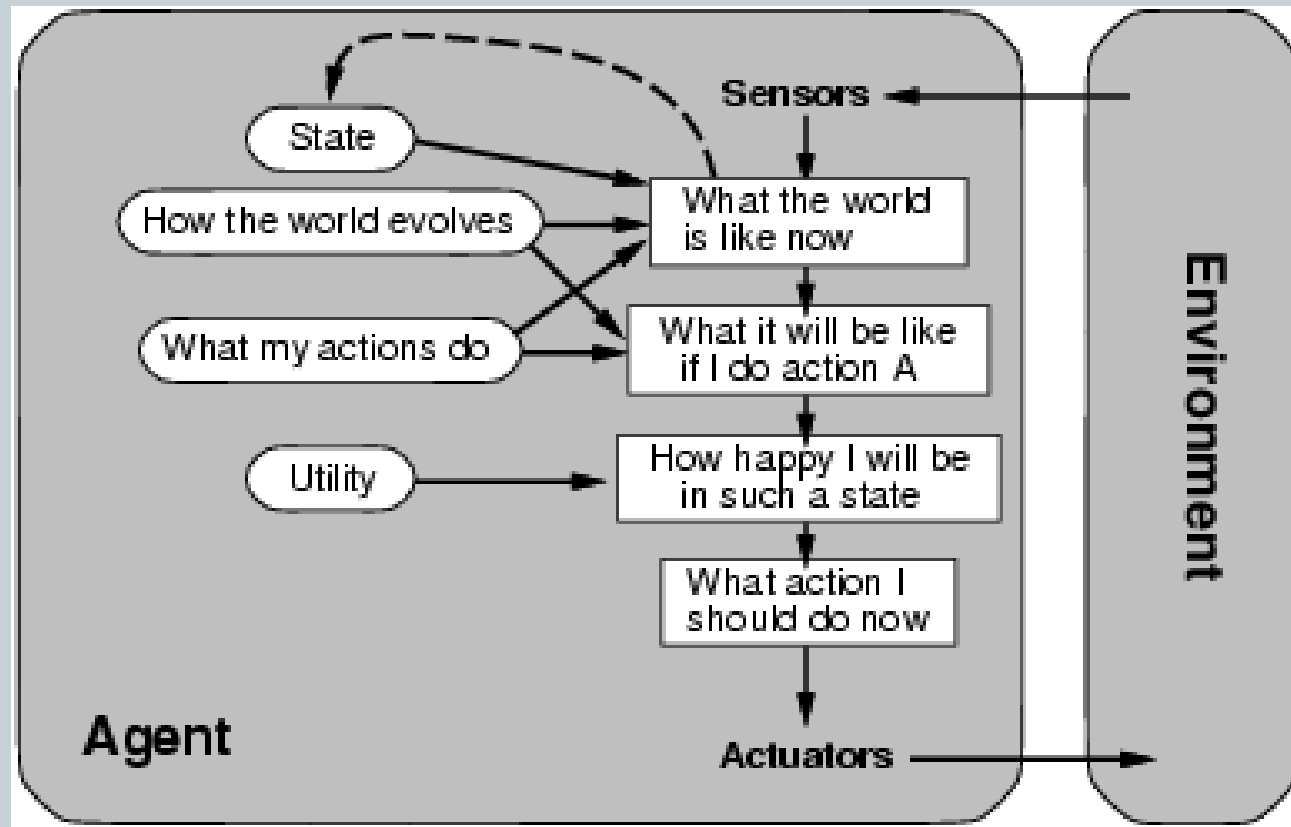 Sensors
State
What the world
is like now
How the world evolves
What my actions do
What it will be like
if I do action A
Utility
How happy I will be
in such a state
What action I
should do now
Agent
Actuators
Environment